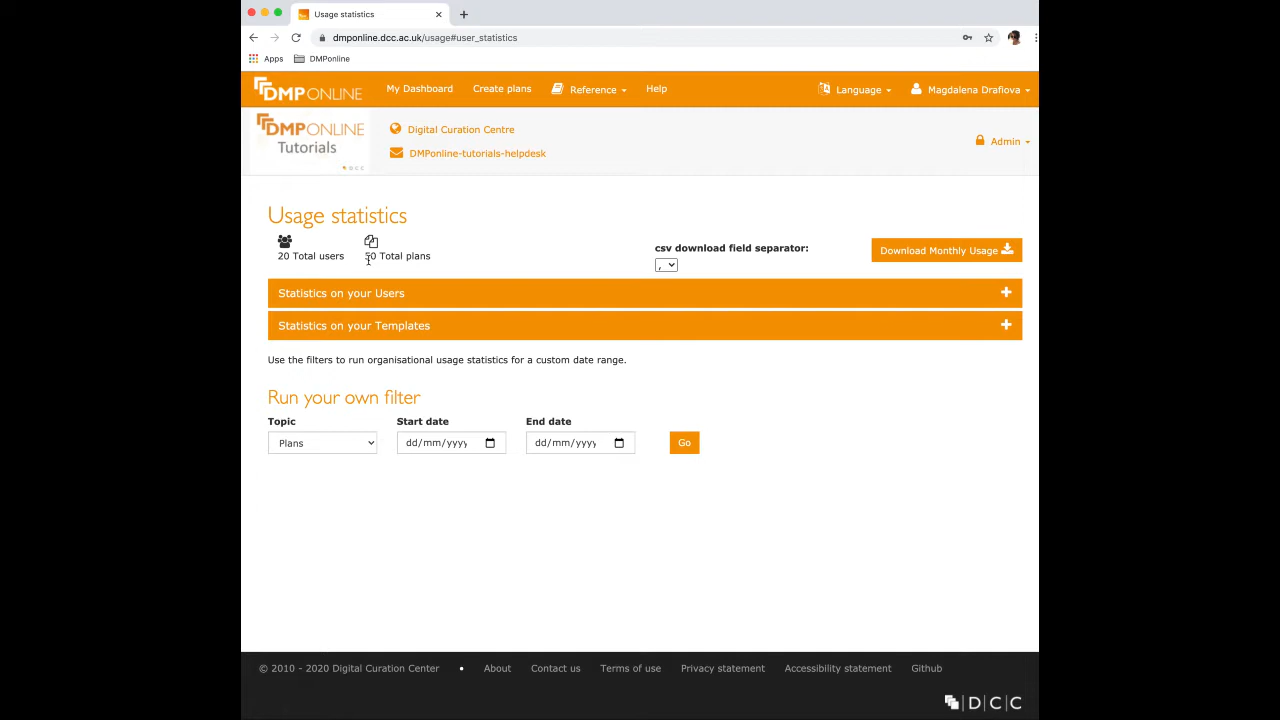 Usage statistics
dmponline.dcc.ac.uk/usage#user_statistics
Apps DMPonline
DMPONLINE My Dashboard Create plans Reference Help Language Magdalena Drafiova
DMPONLINE
Tutorials
DCC
Digital Curation Centre
DMPonline-tutorials-helpdesk
Admin
Usage statistics
20 Total users 50 Total plans
csv download field separator:
,
Download Monthly Usage
Statistics on your Users +
Statistics on your Templates +
Use the filters to run organisational usage statistics for a custom date range.
Run your own filter
Topic Start date End date
Plans dd/mm/yyyy dd/mm/yyyy Go
© 2010 - 2020 Digital Curation Center • About Contact us Terms of use Privacy statement Accessibility statement Github
|D|C|C